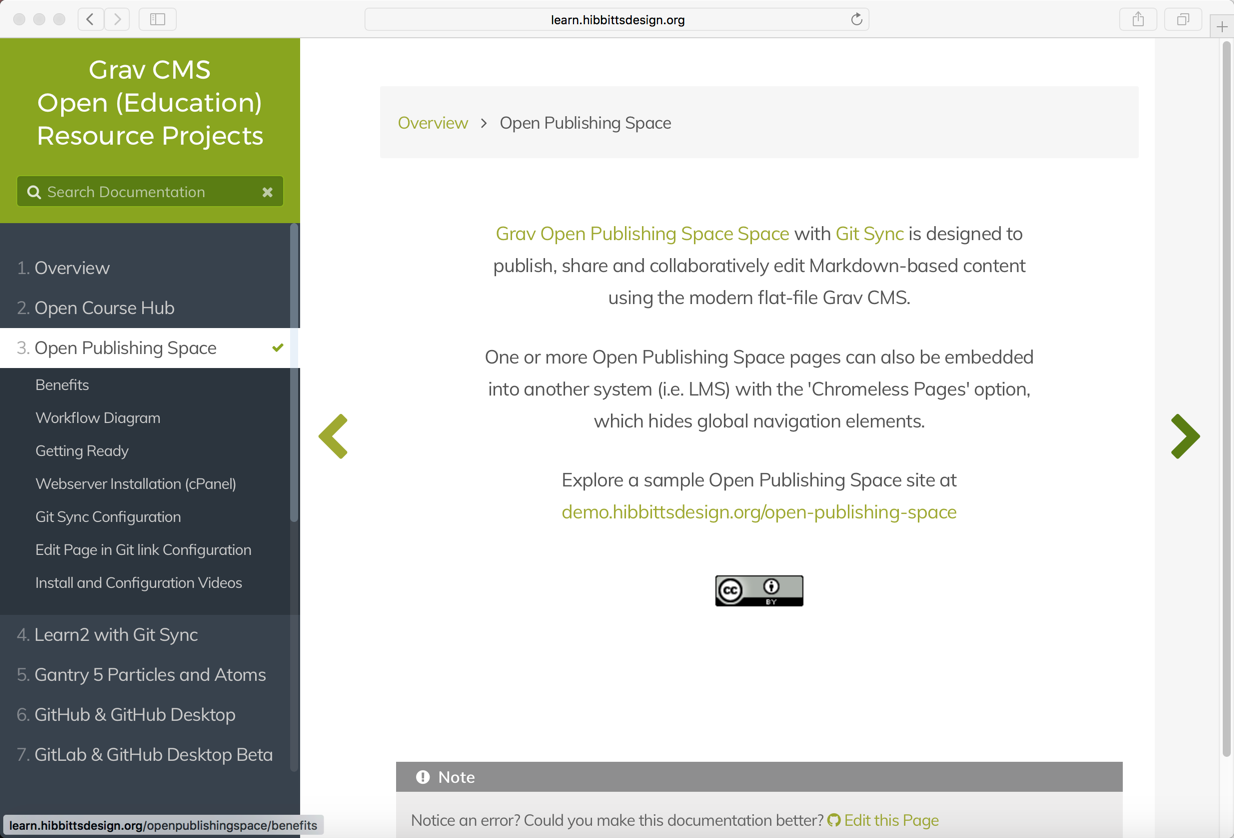 learn.hibbittsdesign.org
Grav CMS
Open (Education)
Resource Projects
Search Documentation
1. Overview
2. Open Course Hub
3. Open Publishing Space
Benefits
Workflow Diagram
Getting Ready
Webserver Installation (cPanel)
Git Sync Configuration
Edit Page in Git link Configuration
Install and Configuration Videos
4. Learn2 with Git Sync
5. Gantry 5 Particles and Atoms
6. GitHub & GitHub Desktop
7. GitLab & GitHub Desktop Beta
learn.hibbittsdesign.org/openpublishingspace/benefits
Overview > Open Publishing Space
Grav Open Publishing Space Space with Git Sync is designed to
publish, share and collaboratively edit Markdown-based content
using the modern flat-file Grav CMS.
One or more Open Publishing Space pages can also be embedded
into another system (i.e. LMS) with the 'Chromeless Pages' option,
which hides global navigation elements.
Explore a sample Open Publishing Space site at
demo.hibbittsdesign.org/open-publishing-space
cc
BY
Note
Notice an error? Could you make this documentation better? Edit this Page